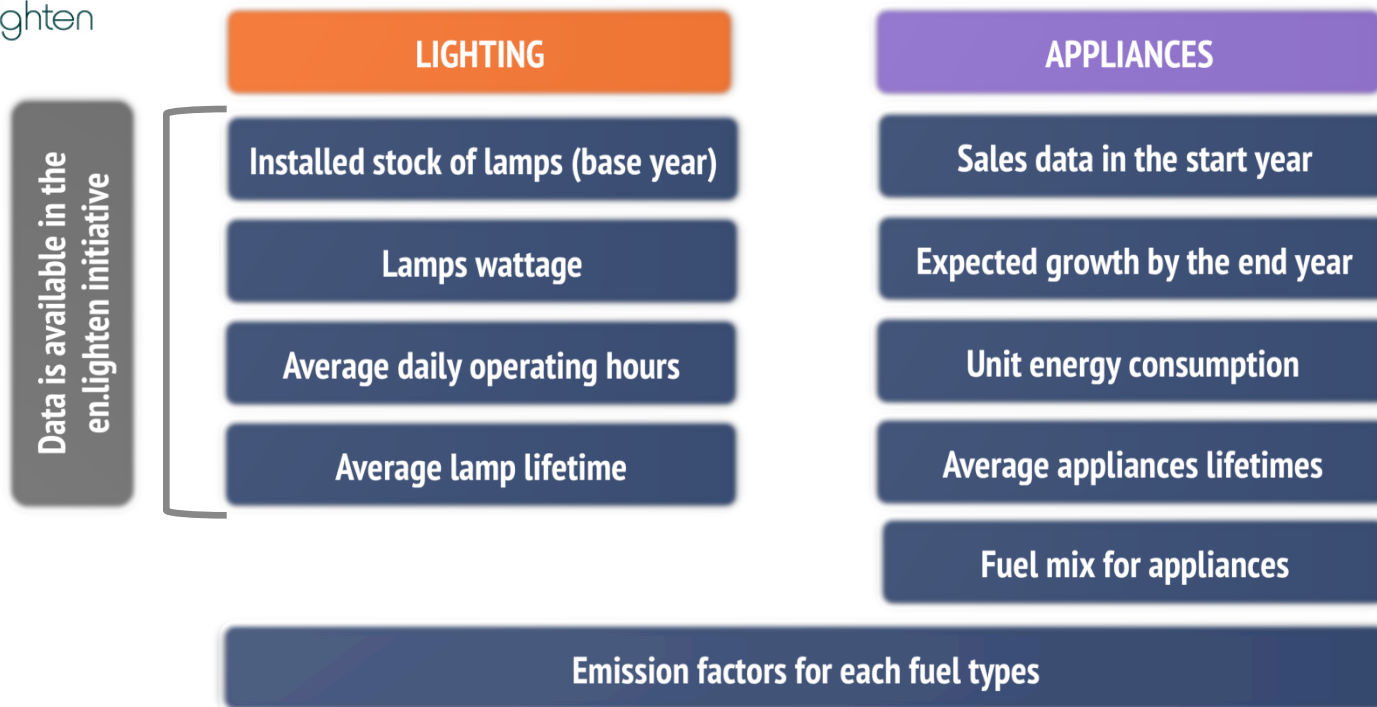 ghten
LIGHTING
APPLIANCES
Data is available in the
en.lighten initiative
Installed stock of lamps (base year)
Lamps wattage
Average daily operating hours
Average lamp lifetime
Sales data in the start year
Expected growth by the end year
Unit energy consumption
Average appliances lifetimes
Fuel mix for appliances
Emission factors for each fuel types